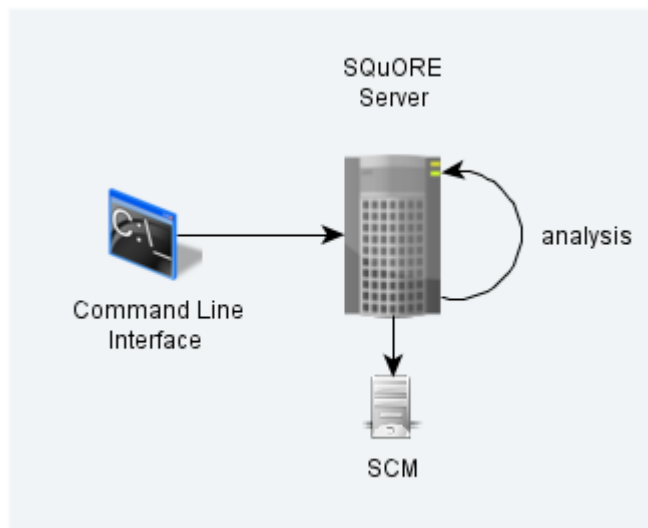 SQuORE
Server
C:\_
analysis
Command Line
Interface
SCM